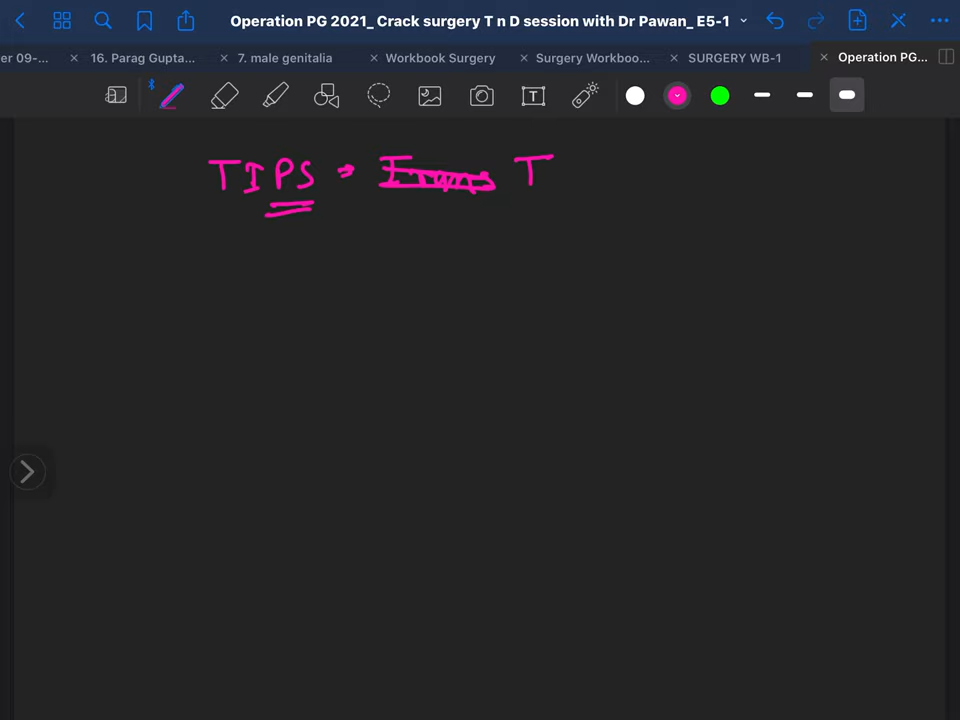 Operation PG 2021_ Crack surgery T n D session with Dr Pawan_ E5-1
er 09-... 16. Parag Gupta... 7. male genitalia Workbook Surgery Surgery Workboo... SURGERY WB-1 Operation PG...
T
TIPS → T